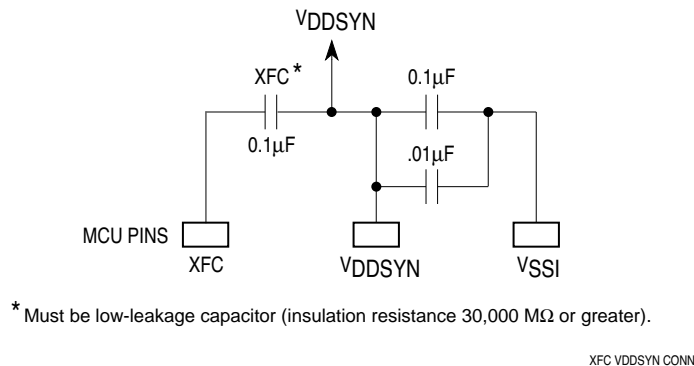 VDDSYN
XFC * 0.1µF
0.1µF .01µF
MCU PINS
XFC VDDSYN VSSI
* Must be low-leakage capacitor (insulation resistance 30,000 MΩ or greater).
XFC VDDSYN CONN